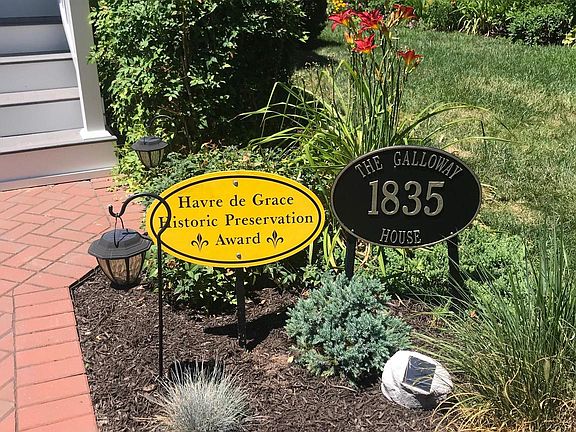 Havre de Grace
Historic Preservation
Award
THE GALLOWAY
1835
HOUSE